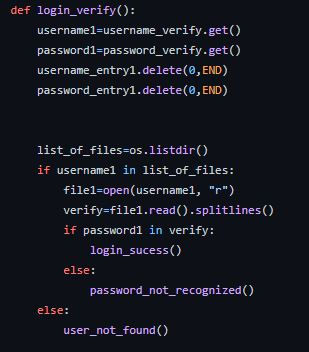 def login_verify():
    username1=username_verify.get()
    password1=password_verify.get()
    username_entry1.delete(0,END)
    password_entry1.delete(0,END)
    list_of_files=os.listdir()
    if username1 in list_of_files:
        file1=open(username1, "r")
        verify=file1.read().splitlines()
        if password1 in verify:
            login_sucess()
        else:
            password_not_recognized()
    else:
        user_not_found()